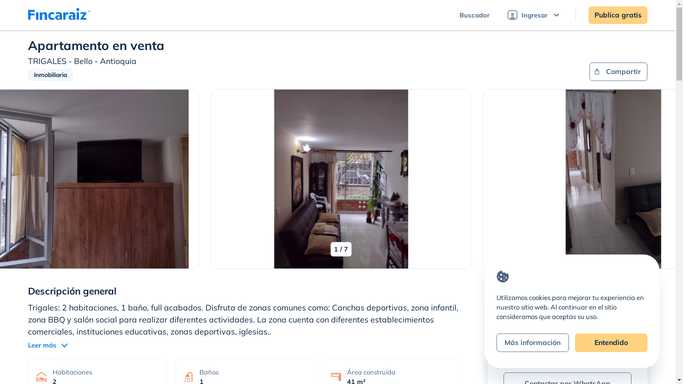 Fincaraiz
Buscador
Ingresar
Publica gratis
Apartamento en venta
TRIGALES - Bello - Antioquia
Inmobiliaria
Compartir
1 / 7
Descripción general
Trigales: 2 habitaciones, 1 baño, full acabados. Disfruta de zonas comunes como: Canchas deportivas, zona infantil,
zona BBQ y salón social para realizar diferentes actividades. La zona cuenta con diferentes establecimientos
comerciales, instituciones educativas, zonas deportivas, iglesias..
Leer más
Habitaciones
2
Baños
1
Área construida
41 m²
Utilizamos cookies para mejorar tu experiencia en
nuestro sitio web. Al continuar en el sitio
consideramos que aceptas su uso.
Más información
Entendido
Contactar por WhatsApp